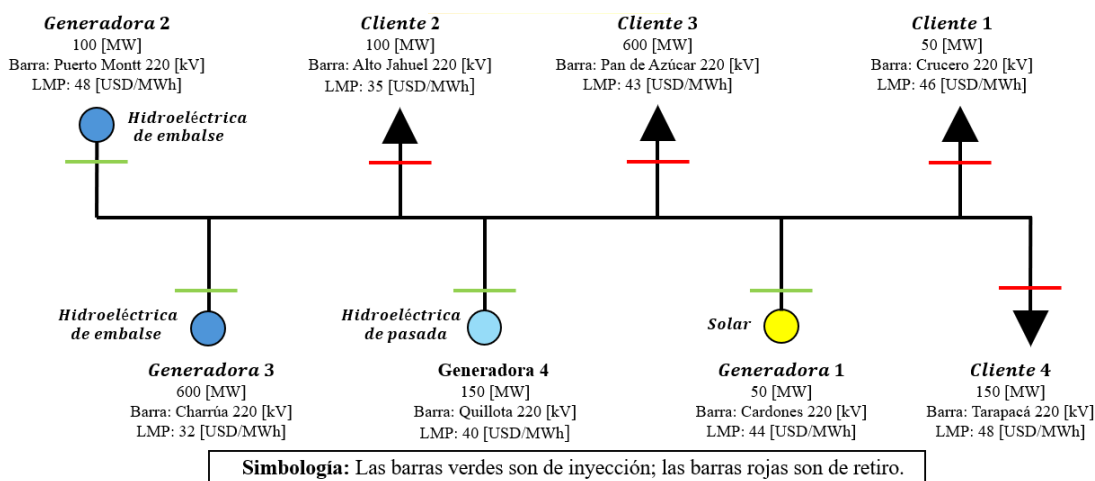 Generadora 2
100 [MW]
Barra: Puerto Montt 220 [kV]
LMP: 48 [USD/MWh]
Hidroeléctrica
de embalse
Cliente 2
100 [MW]
Barra: Alto Jahuel 220 [kV]
LMP: 35 [USD/MWh]
Cliente 3
600 [MW]
Barra: Pan de Azúcar 220 [kV]
LMP: 43 [USD/MWh]
Cliente 1
50 [MW]
Barra: Crucero 220 [kV]
LMP: 46 [USD/MWh]
Hidroeléctrica
de embalse
Generadora 3
600 [MW]
Barra: Charrúa 220 [kV]
LMP: 32 [USD/MWh]
Hidroeléctrica
de pasada
Generadora 4
150 [MW]
Barra: Quillota 220 [kV]
LMP: 40 [USD/MWh]
Solar
Generadora 1
50 [MW]
Barra: Cardones 220 [kV]
LMP: 44 [USD/MWh]
Cliente 4
150 [MW]
Barra: Tarapacá 220 [kV]
LMP: 48 [USD/MWh]
Simbología: Las barras verdes son de inyección; las barras rojas son de retiro.